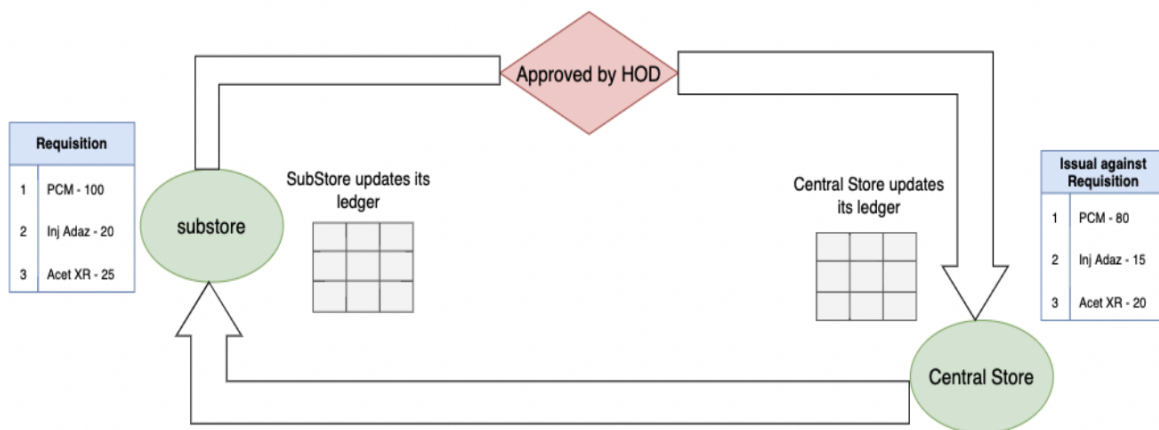 Approved by HOD
Requisition
1 PCM - 100
2 Inj Adaz - 20
3 Acet XR - 25
substore
SubStore updates its
ledger
Central Store updates
its ledger
Issual against
Requisition
1 PCM - 80
2 Inj Adaz - 15
3 Acet XR - 20
Central Store